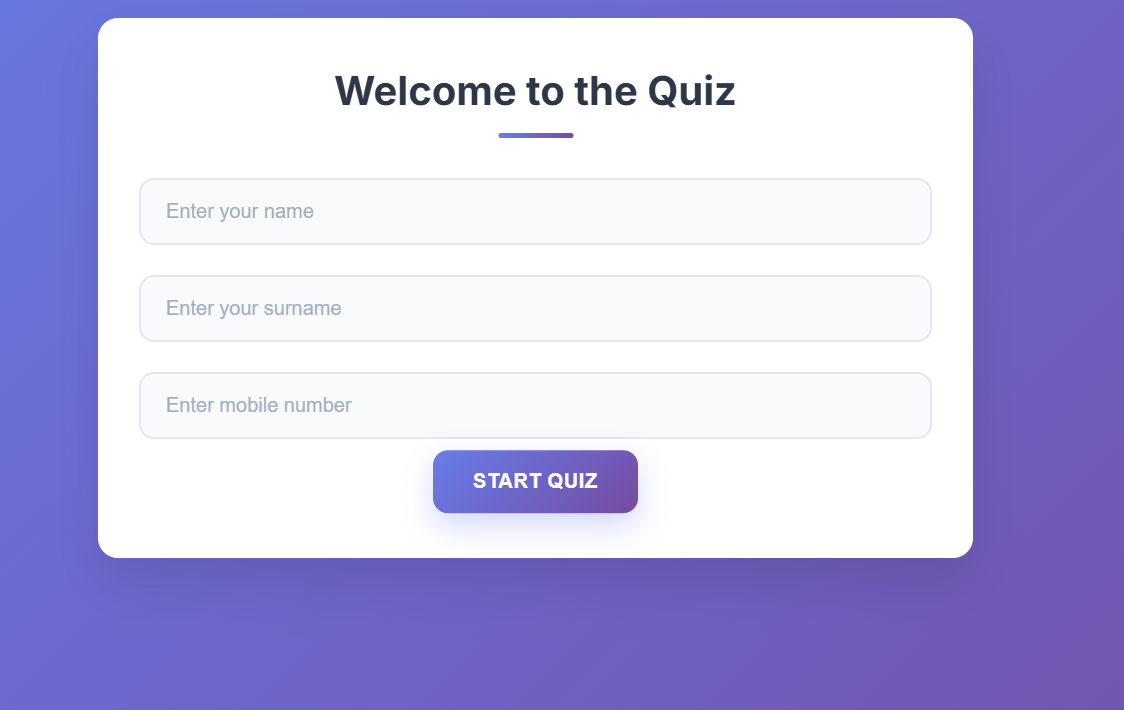 Welcome to the Quiz
Enter your name
Enter your surname
Enter mobile number
START QUIZ